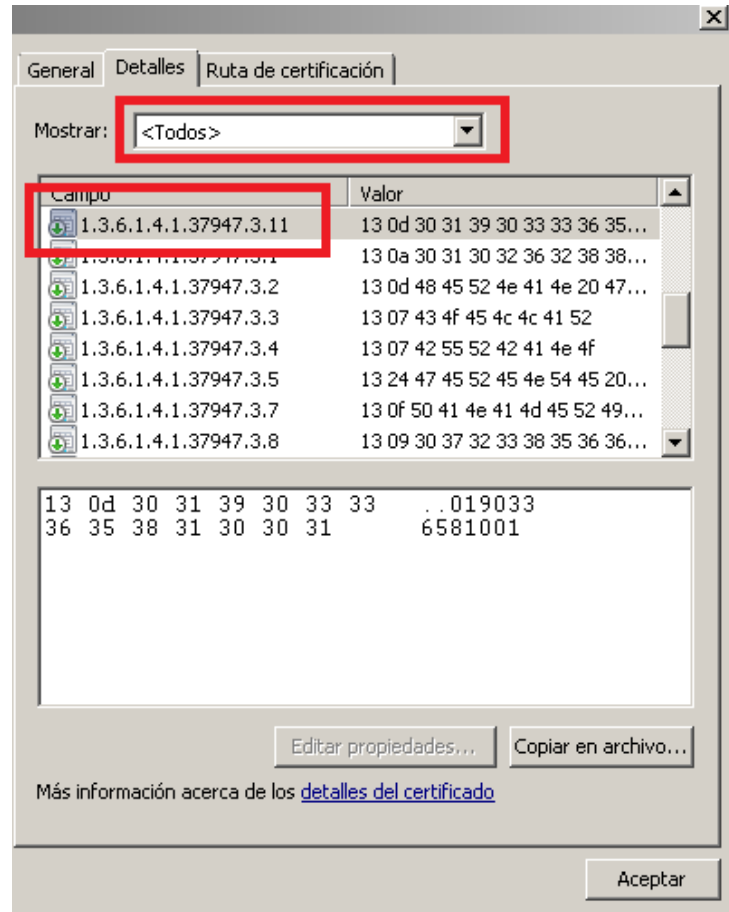 General Detalles Ruta de certificación
Mostrar: <Todos>
Campo Valor
1.3.6.1.4.1.37947.3.11 13 0d 30 31 39 30 33 33 36 35...
1.3.6.1.4.1.37947.3.1 13 0a 30 31 30 32 36 32 38 38...
1.3.6.1.4.1.37947.3.2 13 0d 48 45 52 4e 41 4e 20 47...
1.3.6.1.4.1.37947.3.3 13 07 43 4f 45 4c 4c 41 52
1.3.6.1.4.1.37947.3.4 13 07 42 55 52 42 41 4e 4f
1.3.6.1.4.1.37947.3.5 13 24 47 45 52 45 4e 54 45 20...
1.3.6.1.4.1.37947.3.7 13 0f 50 41 4e 41 4d 45 52 49...
1.3.6.1.4.1.37947.3.8 13 09 30 37 32 33 38 35 36 36...
13 0d 30 31 39 30 33 33 ..019033
36 35 38 31 30 30 31 6581001
Editar propiedades... Copiar en archivo...
Más información acerca de los detalles del certificado
Aceptar